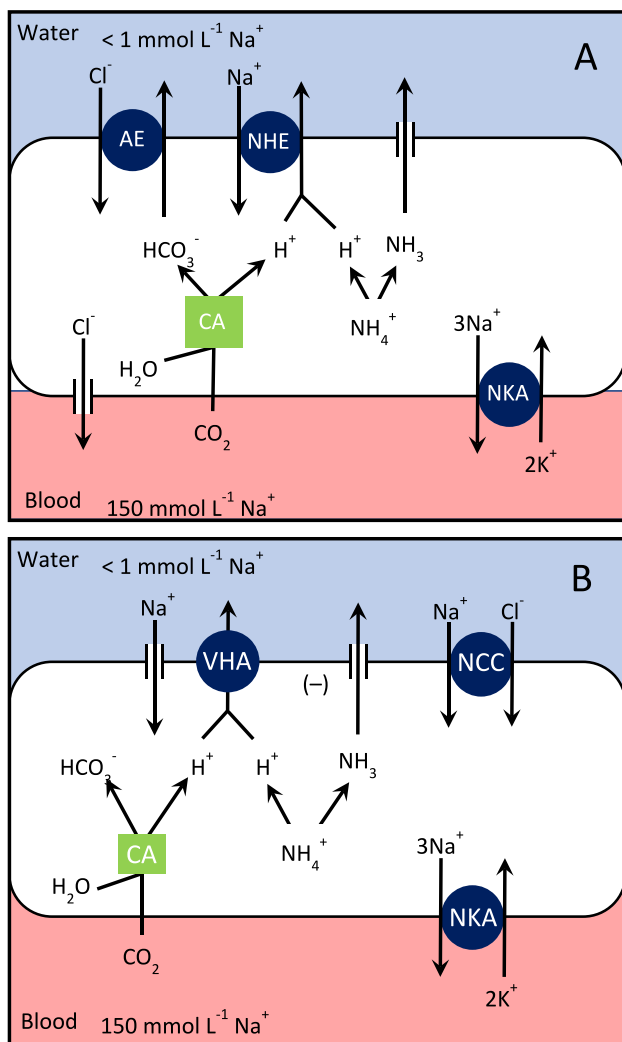 Water < 1 mmol L⁻¹ Na⁺
A
Cl⁻ Na⁺
AE NHE
HCO₃⁻ H⁺ H⁺ NH₃
CA NH₄⁺
Cl⁻ 3Na⁺
H₂O
NKA
CO₂ 2K⁺
Blood 150 mmol L⁻¹ Na⁺
Water < 1 mmol L⁻¹ Na⁺
B
Na⁺ Na⁺ Cl⁻
VHA NCC
(–)
HCO₃⁻ H⁺ H⁺ NH₃
CA NH₄⁺ 3Na⁺
H₂O
NKA
CO₂ 2K⁺
Blood 150 mmol L⁻¹ Na⁺